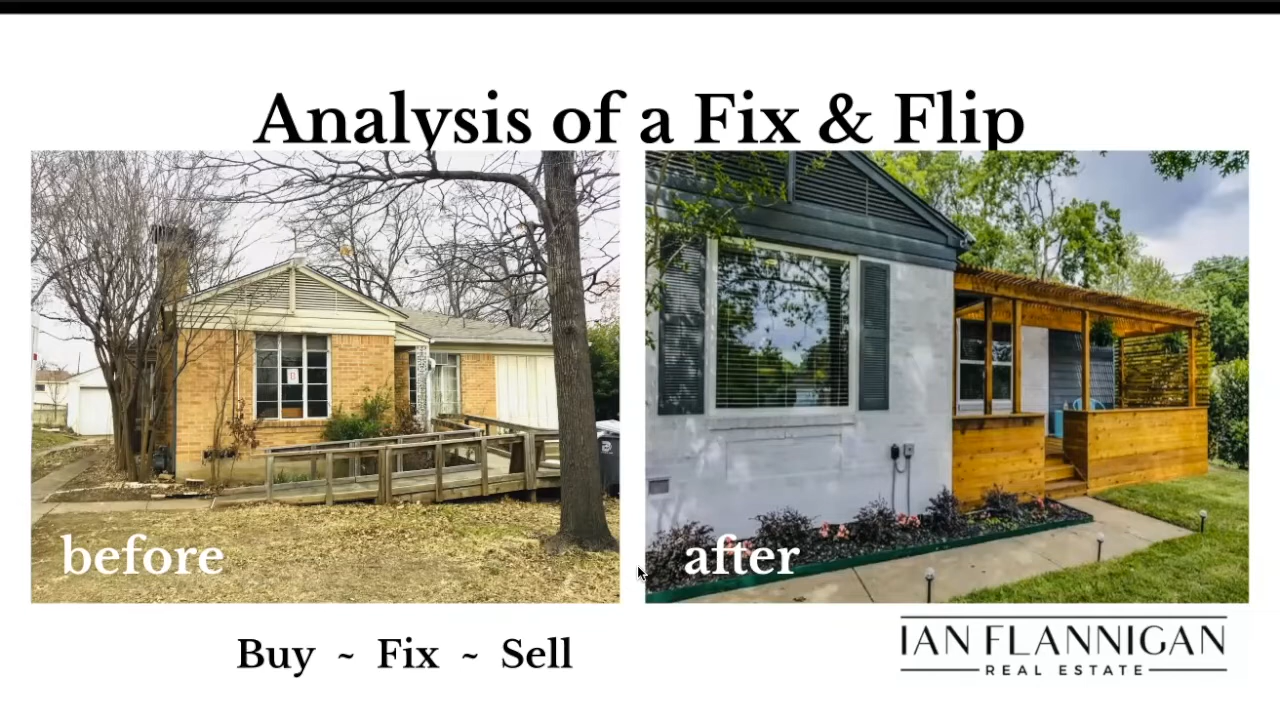 Analysis of a Fix & Flip
before
after
Buy ~ Fix ~ Sell
IAN FLANNIGAN
REAL ESTATE